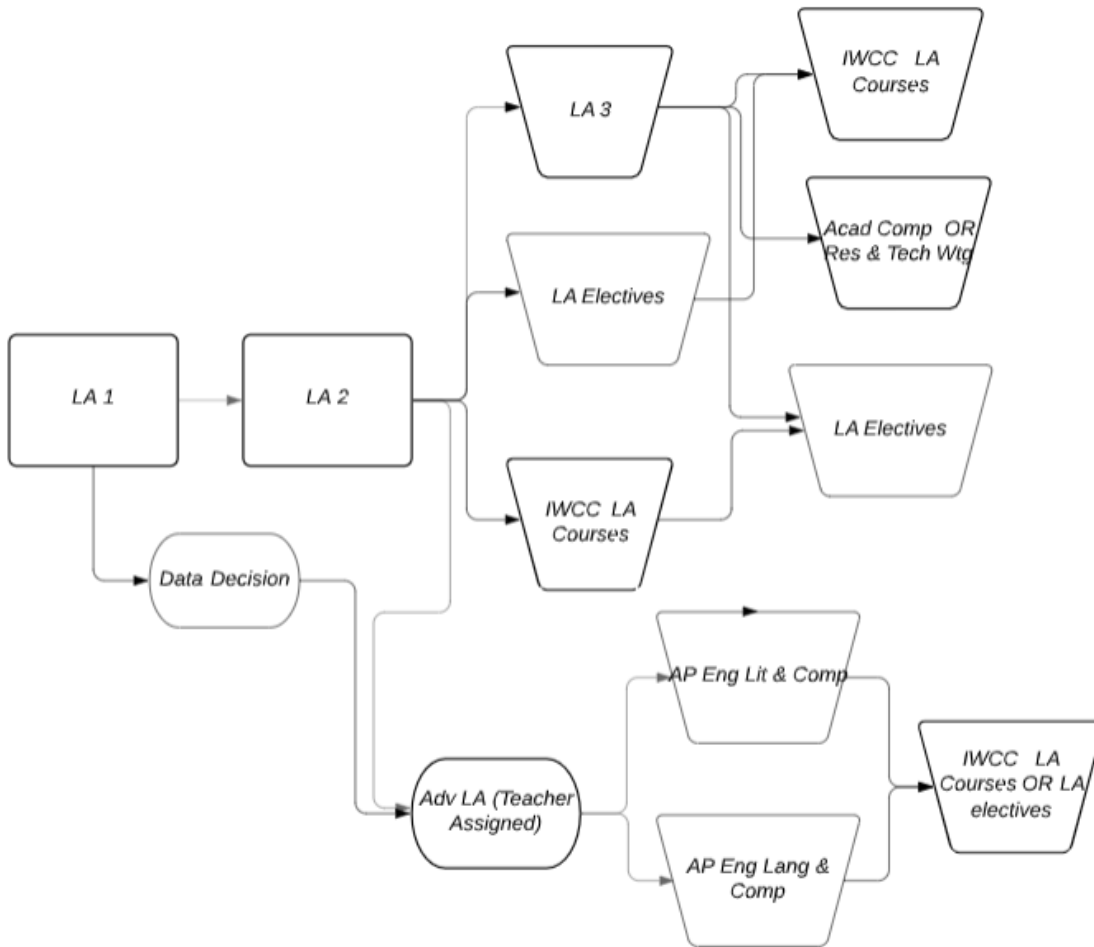 IWCC LA
Courses
LA 3
Acad Comp OR
Res & Tech Wtg
LA Electives
LA 1
LA 2
LA Electives
IWCC LA
Courses
Data Decision
AP Eng Lit & Comp
IWCC LA
Courses OR LA
electives
Adv LA (Teacher
Assigned)
AP Eng Lang &
Comp